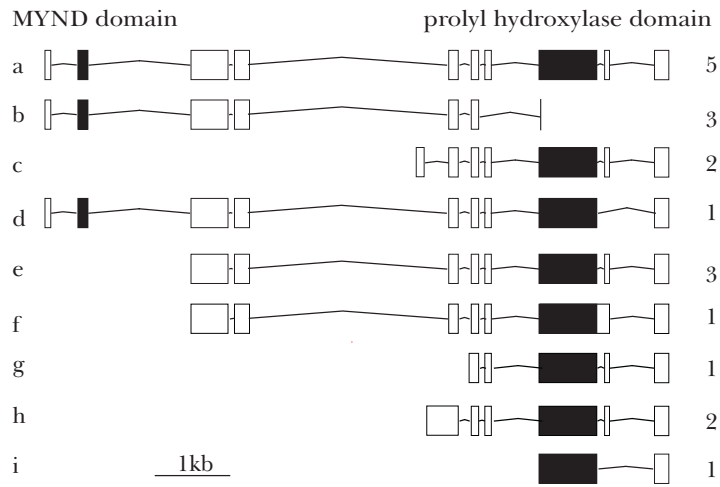 MYND domain prolyl hydroxylase domain
a 5
b 3
c 2
d 1
e 3
f 1
g 1
h 2
i 1kb 1